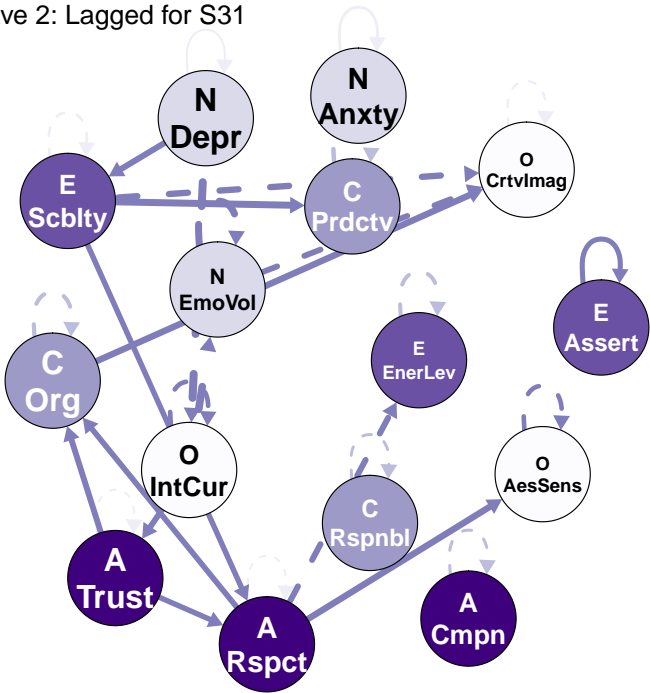 ve 2: Lagged for S31
N
Depr
N
Anxty
O
CrtvImag
E
Scblty
C
Prdctv
N
EmoVol
E
Assert
E
EnerLev
C
Org
O
IntCur
O
AesSens
C
Rspnbl
A
Trust
A
Cmpn
A
Rspct